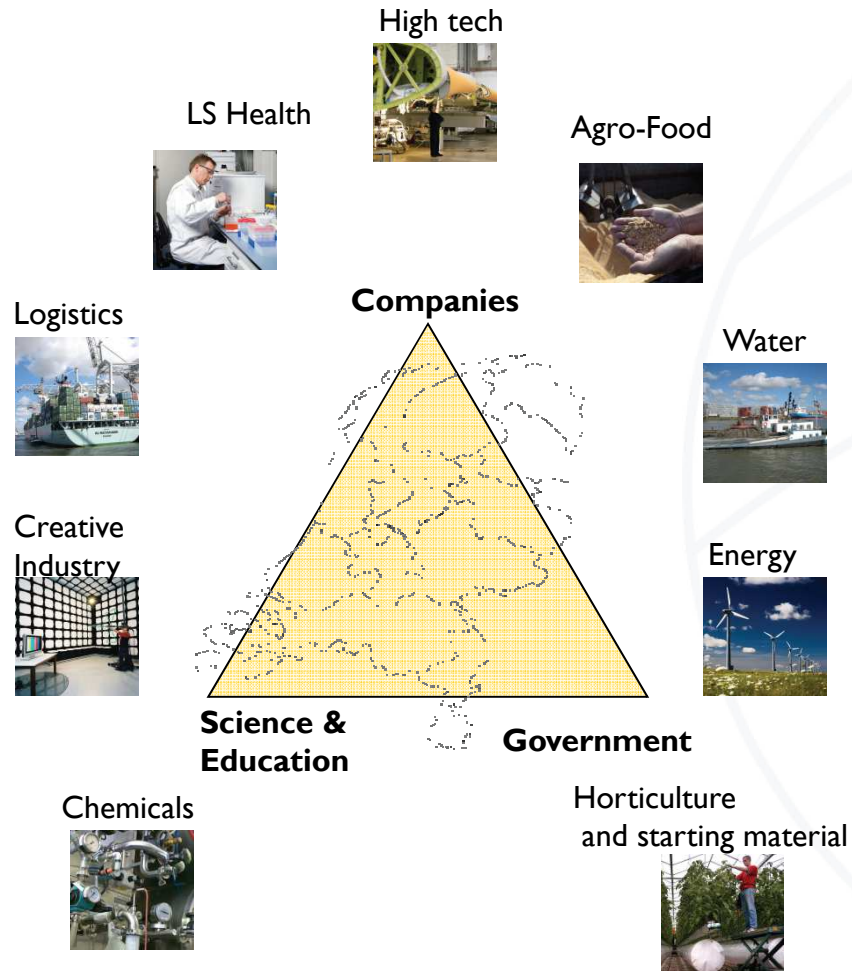 High tech
LS Health
Agro-Food
Companies
Logistics
Water
Creative
Industry
Energy
Science &
Education
Government
Chemicals
Horticulture
and starting material